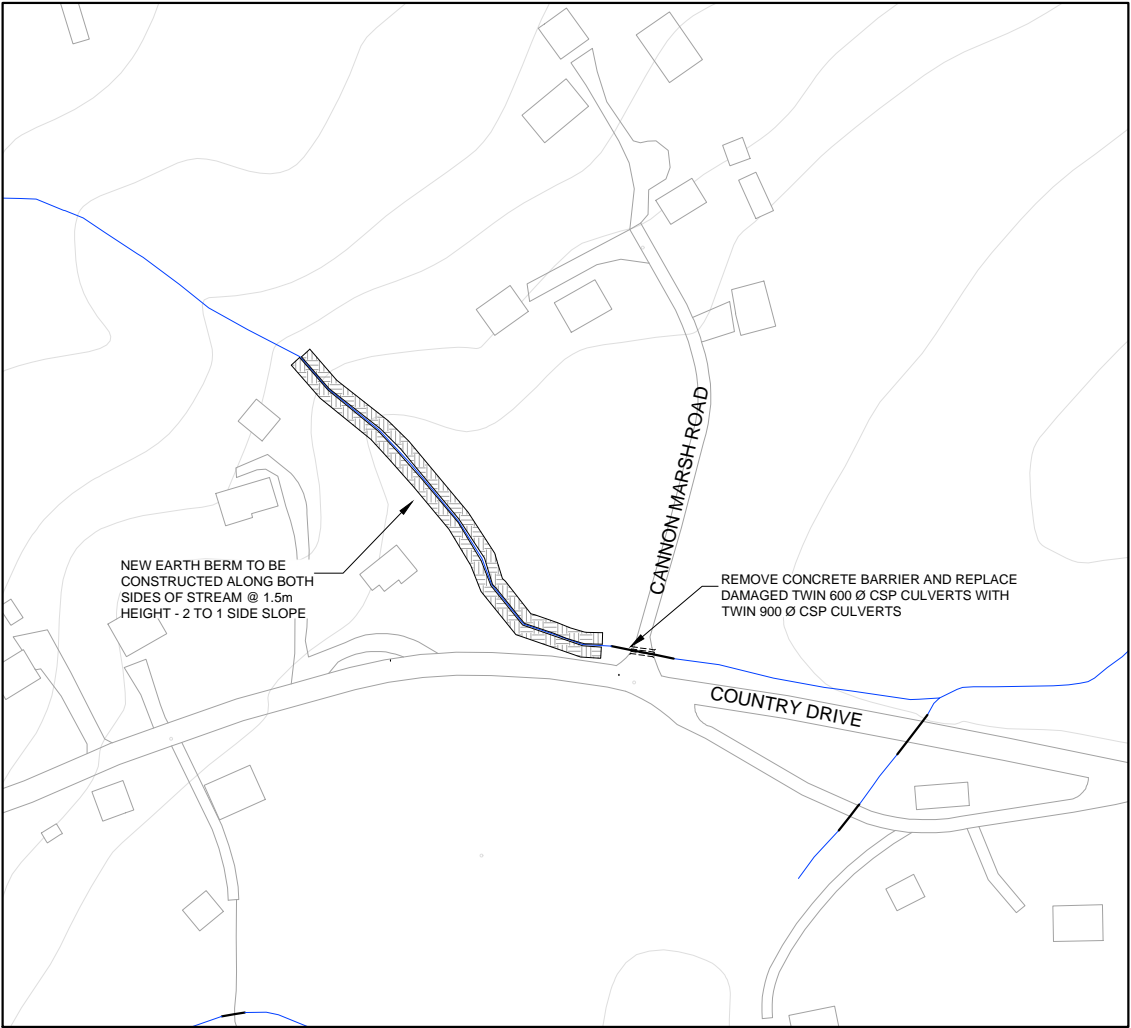 CANNON MARSH ROAD
NEW EARTH BERM TO BE
CONSTRUCTED ALONG BOTH
SIDES OF STREAM @ 1.5m
HEIGHT - 2 TO 1 SIDE SLOPE
REMOVE CONCRETE BARRIER AND REPLACE
DAMAGED TWIN 600 Ø CSP CULVERTS WITH
TWIN 900 Ø CSP CULVERTS
COUNTRY DRIVE